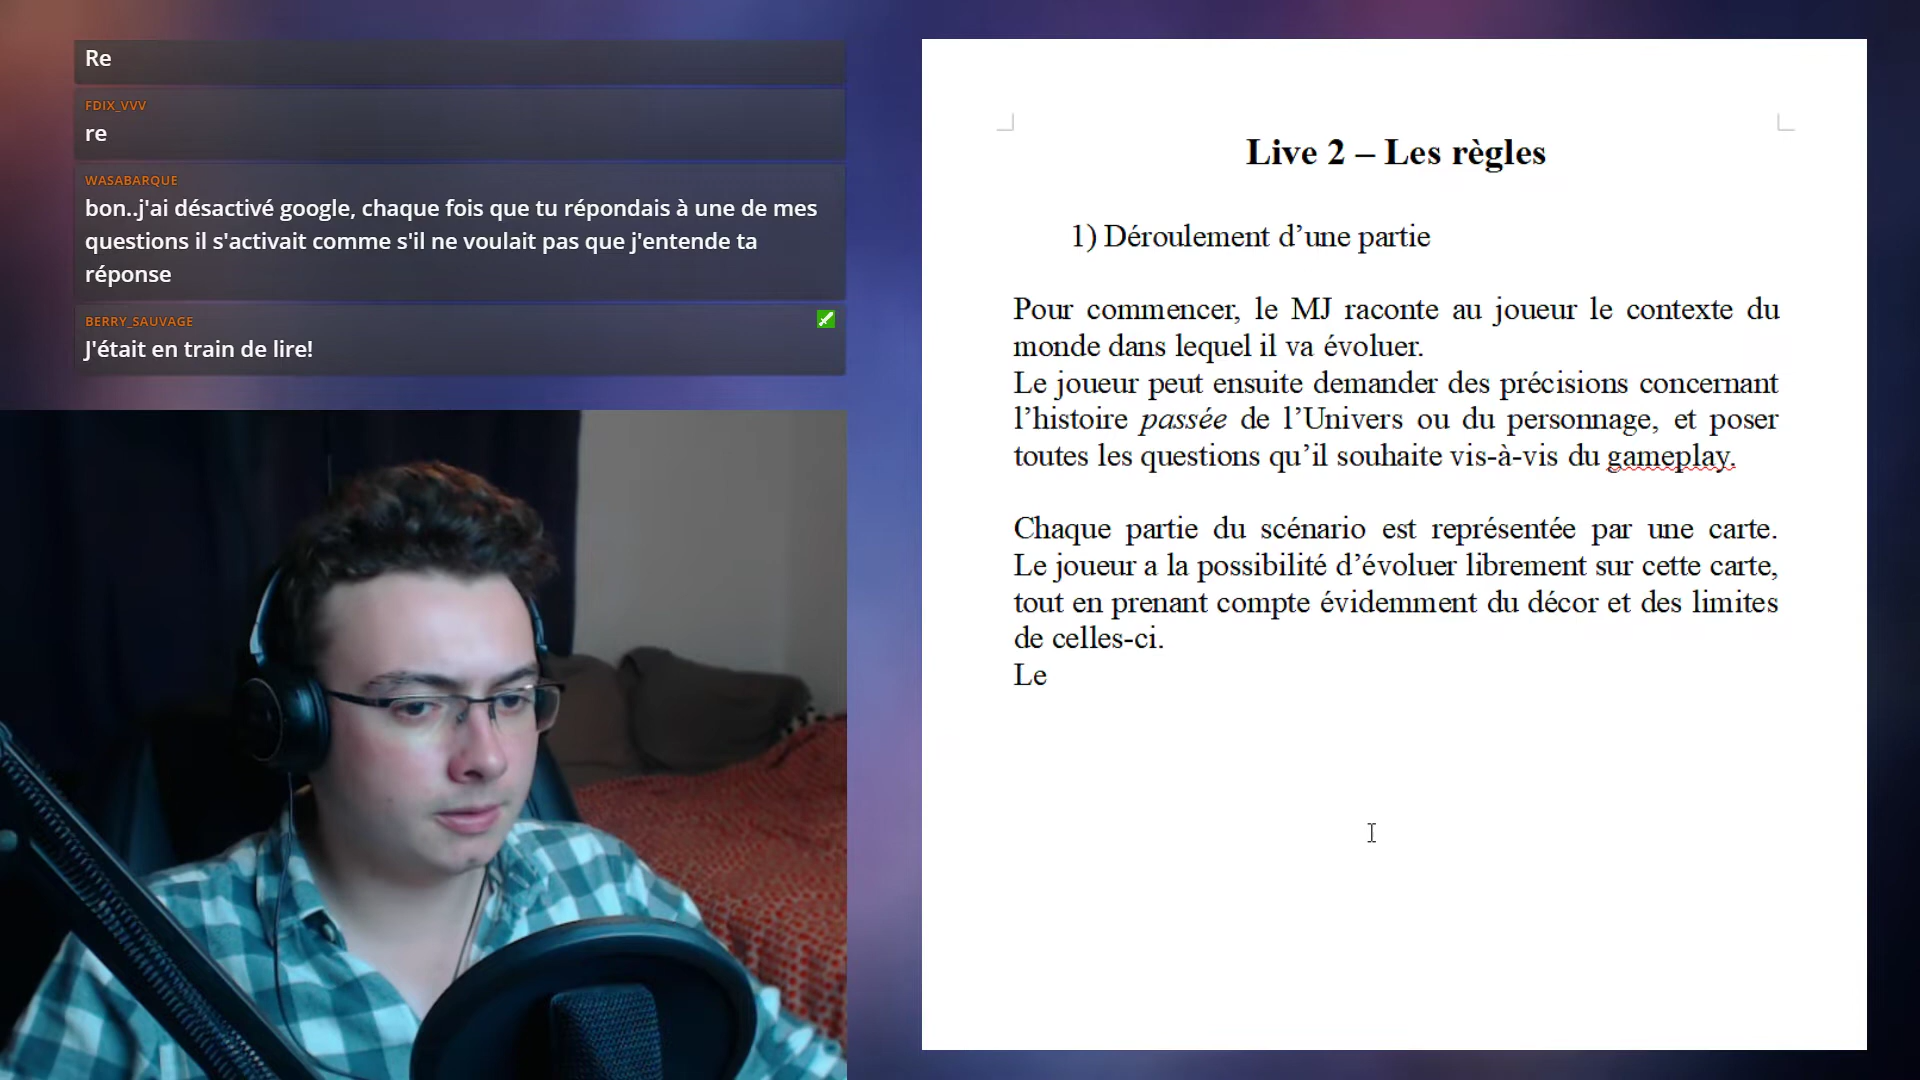 Re
FDIX_VVV
re
WASABARQUE
bon..j'ai désactivé google, chaque fois que tu répondais à une de mes
questions il s'activait comme s'il ne voulait pas que j'entende ta
réponse
BERRY_SAUVAGE
J'était en train de lire!
Live 2 – Les règles
1) Déroulement d’une partie
Pour commencer, le MJ raconte au joueur le contexte du
monde dans lequel il va évoluer.
Le joueur peut ensuite demander des précisions concernant
l’histoire passée de l’Univers ou du personnage, et poser
toutes les questions qu’il souhaite vis-à-vis du gameplay.
Chaque partie du scénario est représentée par une carte.
Le joueur a la possibilité d’évoluer librement sur cette carte,
tout en prenant compte évidemment du décor et des limites
de celles-ci.
Le